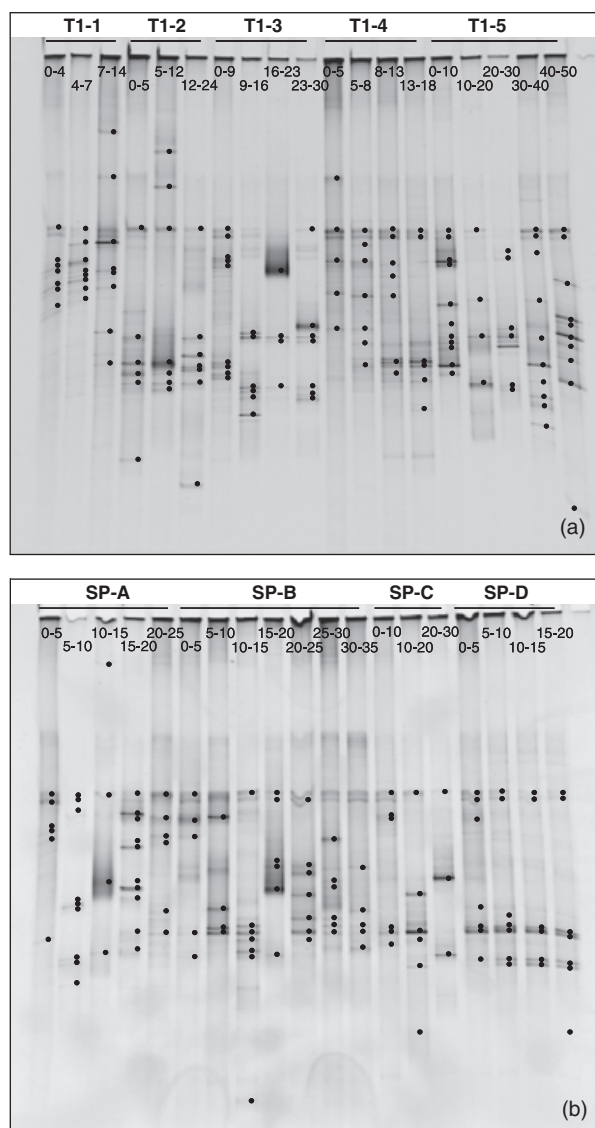 T1-1 T1-2 T1-3 T1-4 T1-5
0-4 7-14 5-12 0-9 16-23 0-5 8-13 0-10 20-30 40-50
4-7 0-5 12-24 9-16 23-30 5-8 13-18 10-20 30-40
(a)
SP-A SP-B SP-C SP-D
0-5 10-15 20-25 5-10 15-20 25-30 0-10 20-30 5-10 15-20
5-10 15-20 0-5 10-15 20-25 30-35 10-20 0-5 10-15
(b)